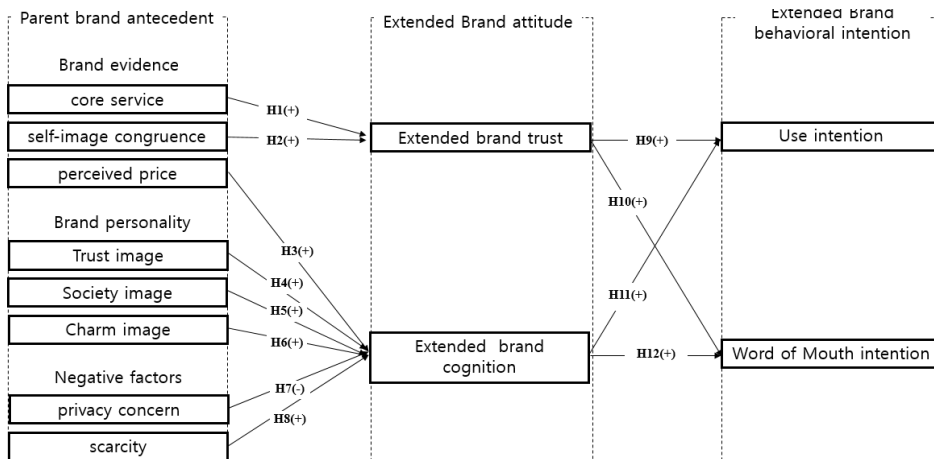 Parent brand antecedent
Brand evidence
core service
self-image congruence
perceived price
Brand personality
Trust image
Society image
Charm image
Negative factors
privacy concern
scarcity
H1(+)
H2(+)
H3(+)
H4(+)
H5(+)
H6(+)
H7(-)
H8(+)
Extended Brand attitude
Extended brand trust
Extended brand
cognition
H9(+)
H10(+)
H11(+)
H12(+)
Extended Brand
behavioral intention
Use intention
Word of Mouth intention